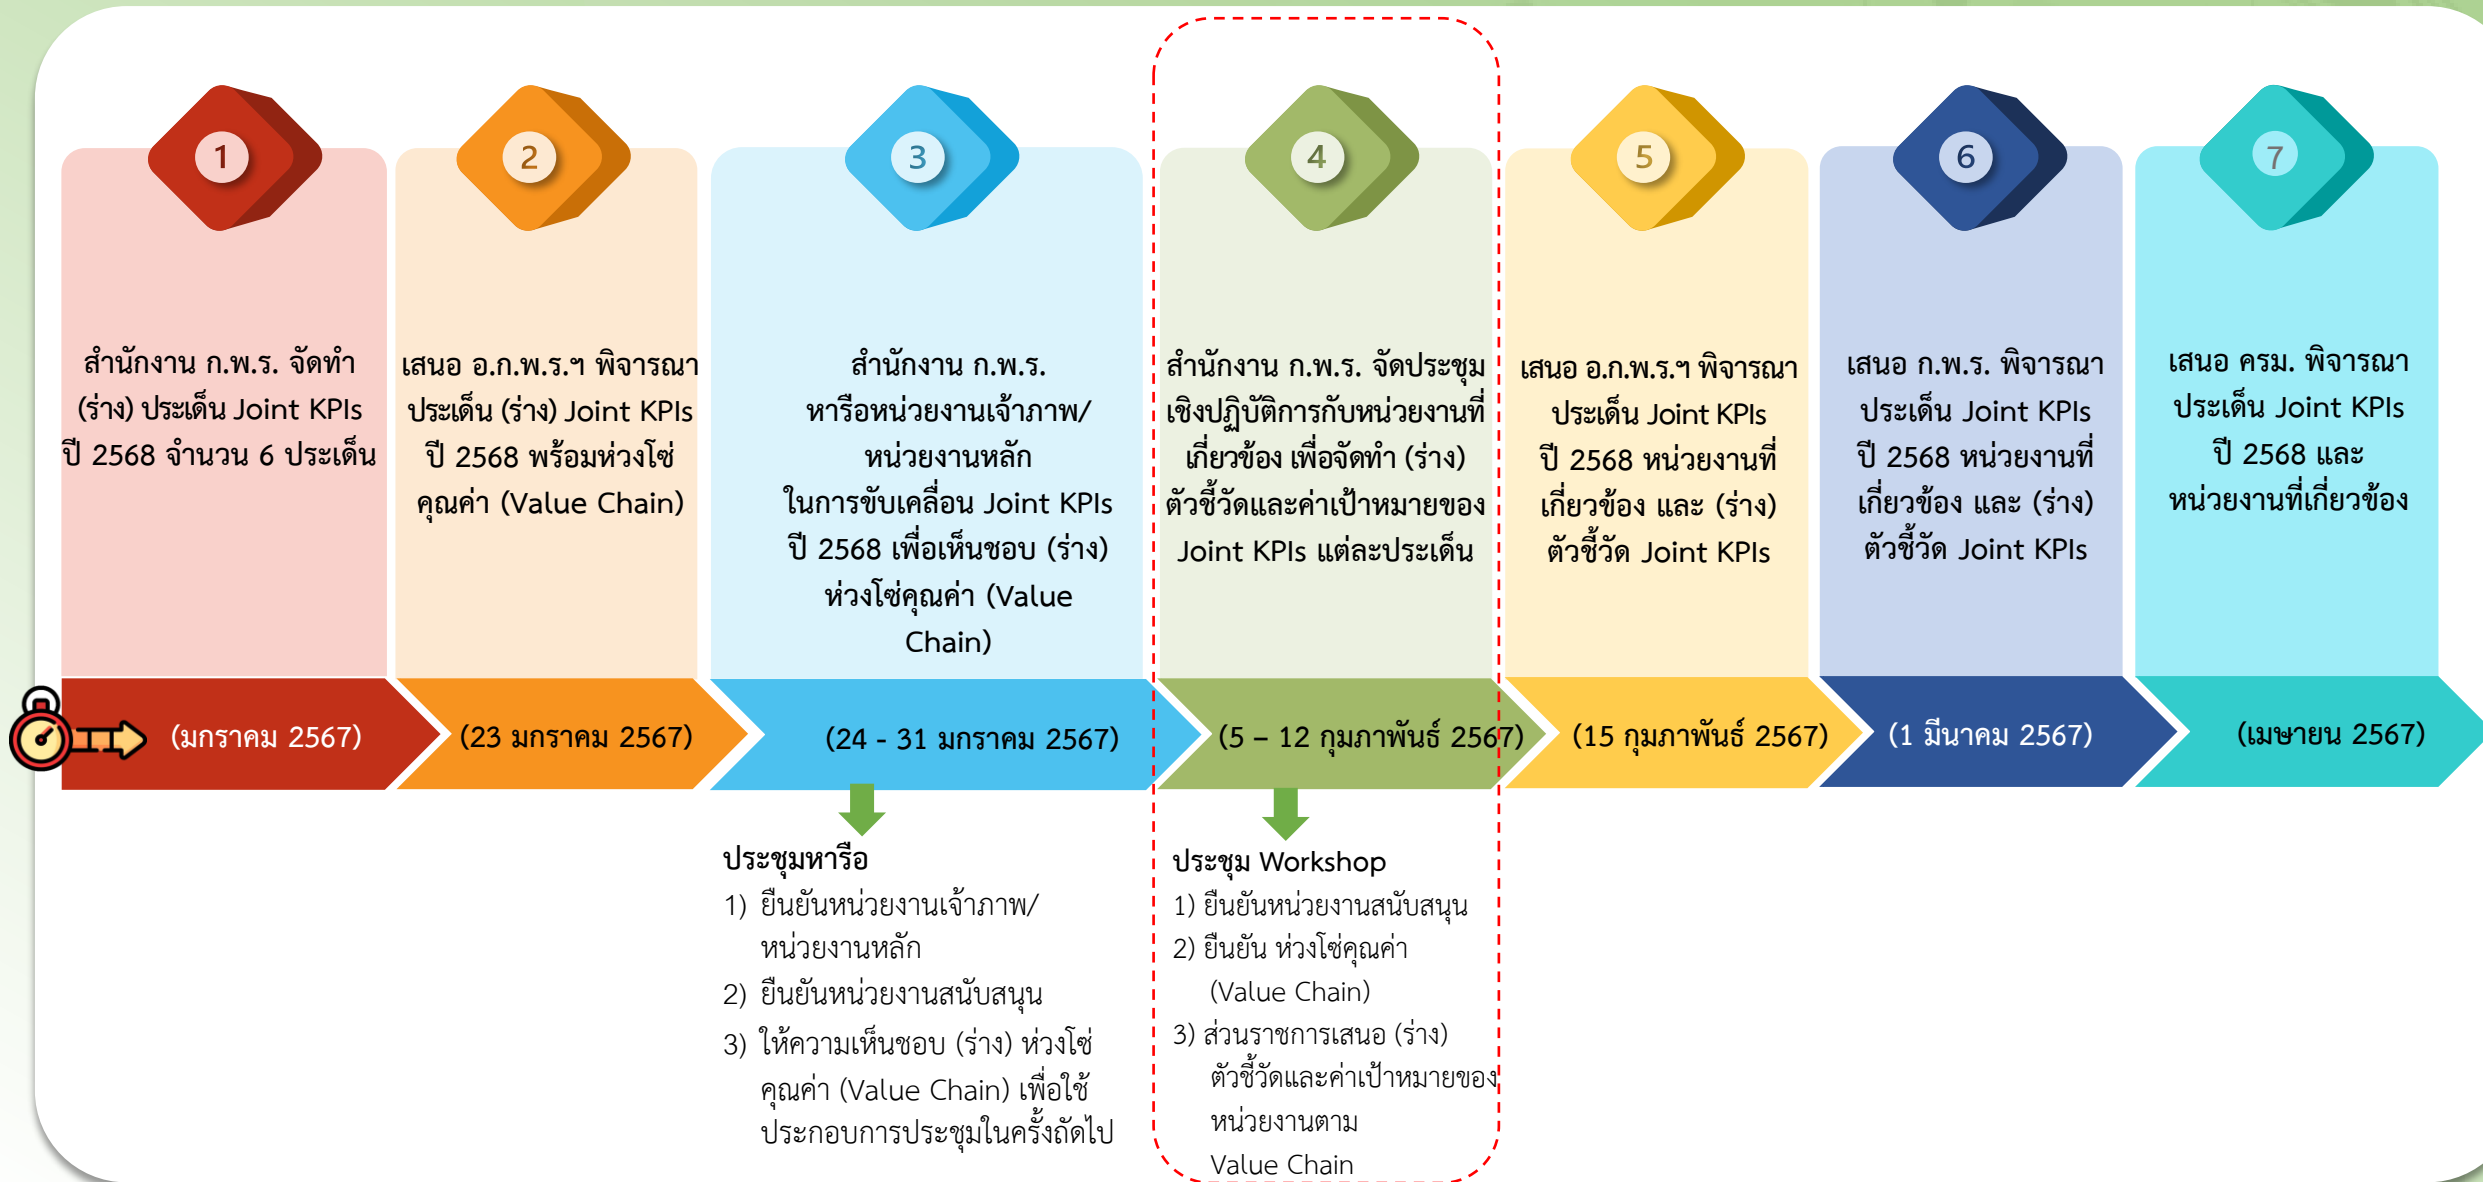 1
สำนักงาน ก.พ.ร. จัดทำ
(ร่าง) ประเด็น Joint KPIs
ปี 2568 จำนวน 6 ประเด็น
(มกราคม 2567)
2
เสนอ อ.ก.พ.ร.ฯ พิจารณา
ประเด็น (ร่าง) Joint KPIs
ปี 2568 พร้อมห่วงโซ่
คุณค่า (Value Chain)
(23 มกราคม 2567)
3
สำนักงาน ก.พ.ร.
หารือหน่วยงานเจ้าภาพ/
หน่วยงานหลัก
ในการขับเคลื่อน Joint KPIs
ปี 2568 เพื่อเห็นชอบ (ร่าง)
ห่วงโซ่คุณค่า (Value
Chain)
(24 - 31 มกราคม 2567)
ประชุมหารือ
1) ยืนยันหน่วยงานเจ้าภาพ/
หน่วยงานหลัก
2) ยืนยันหน่วยงานสนับสนุน
3) ให้ความเห็นชอบ (ร่าง) ห่วงโซ่
คุณค่า (Value Chain) เพื่อใช้
ประกอบการประชุมในครั้งถัดไป
4
สำนักงาน ก.พ.ร. จัดประชุม
เชิงปฏิบัติการกับหน่วยงานที่
เกี่ยวข้อง เพื่อจัดทำ (ร่าง)
ตัวชี้วัดและค่าเป้าหมายของ
Joint KPIs แต่ละประเด็น
(5 – 12 กุมภาพันธ์ 2567)
ประชุม Workshop
1) ยืนยันหน่วยงานสนับสนุน
2) ยืนยัน ห่วงโซ่คุณค่า
(Value Chain)
3) ส่วนราชการเสนอ (ร่าง)
ตัวชี้วัดและค่าเป้าหมายของ
หน่วยงานตาม
Value Chain
5
เสนอ อ.ก.พ.ร.ฯ พิจารณา
ประเด็น Joint KPIs
ปี 2568 หน่วยงานที่
เกี่ยวข้อง และ (ร่าง)
ตัวชี้วัด Joint KPIs
(15 กุมภาพันธ์ 2567)
6
เสนอ ก.พ.ร. พิจารณา
ประเด็น Joint KPIs
ปี 2568 หน่วยงานที่
เกี่ยวข้อง และ (ร่าง)
ตัวชี้วัด Joint KPIs
(1 มีนาคม 2567)
7
เสนอ ครม. พิจารณา
ประเด็น Joint KPIs
ปี 2568 และ
หน่วยงานที่เกี่ยวข้อง
(เมษายน 2567)